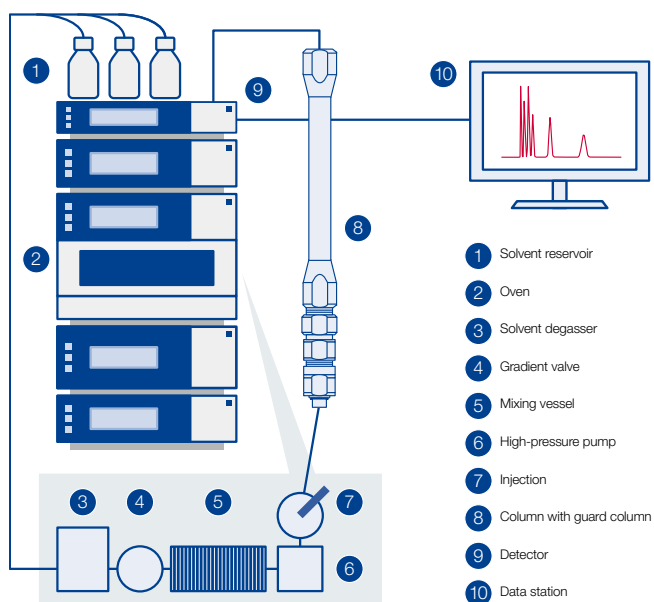 1
10
9
8
2
3
4
5
7
6
1 Solvent reservoir
2 Oven
3 Solvent degasser
4 Gradient valve
5 Mixing vessel
6 High-pressure pump
7 Injection
8 Column with guard column
9 Detector
10 Data station